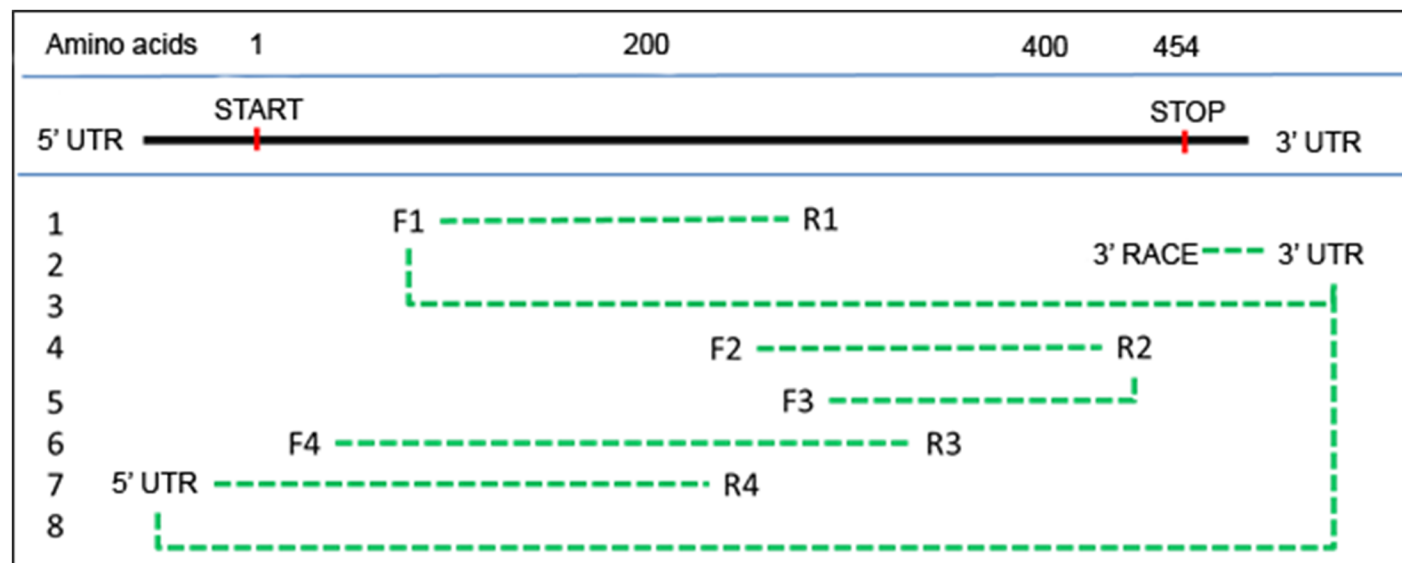 Amino acids 1 200 400 454
START STOP
5’ UTR 3’ UTR
1 F1 R1
2 3’ RACE 3’ UTR
3
4 F2 R2
5 F3
6 F4 R3
7 5’ UTR R4
8